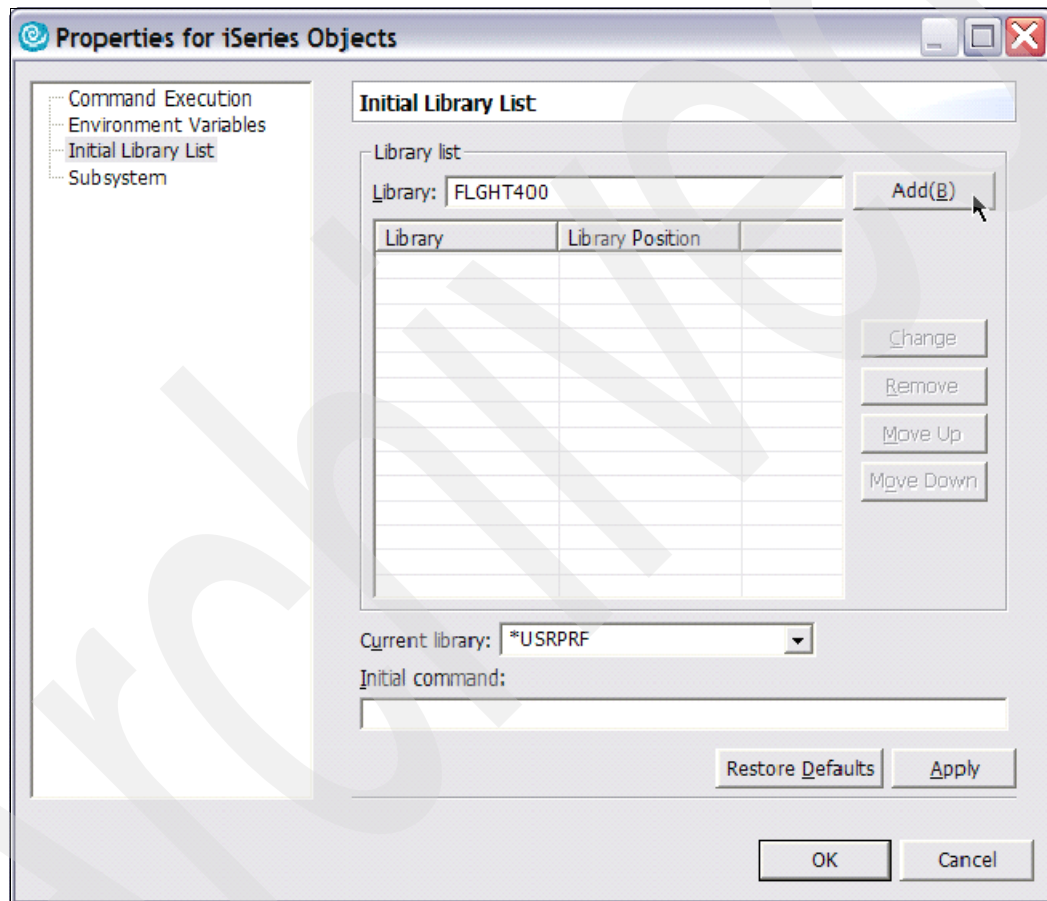 Properties for iSeries Objects
Command Execution
Environment Variables
Initial Library List
Subsystem
Initial Library List
Library list
Library: FLGHT400
Add(B)
Library Library Position
Change
Remove
Move Up
Move Down
Current library: *USRPRF
Initial command:
Restore Defaults Apply
OK Cancel